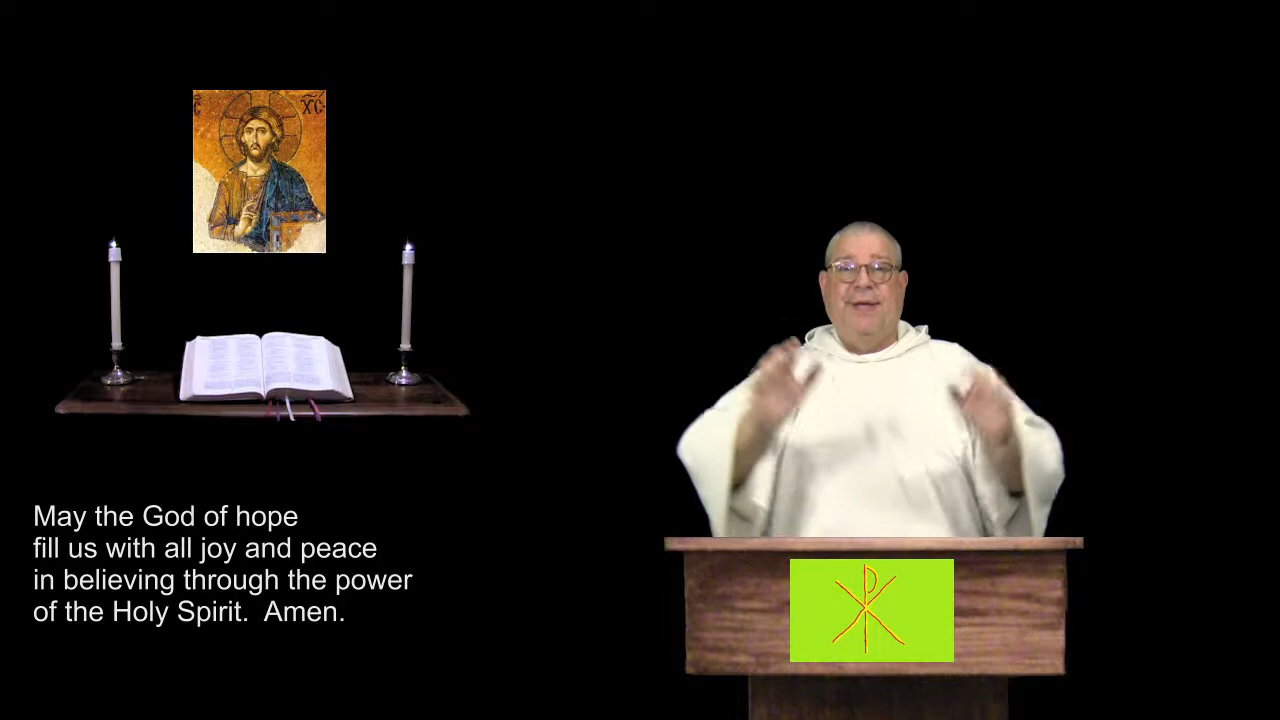 XC
May the God of hope
fill us with all joy and peace
in believing through the power
of the Holy Spirit.  Amen.